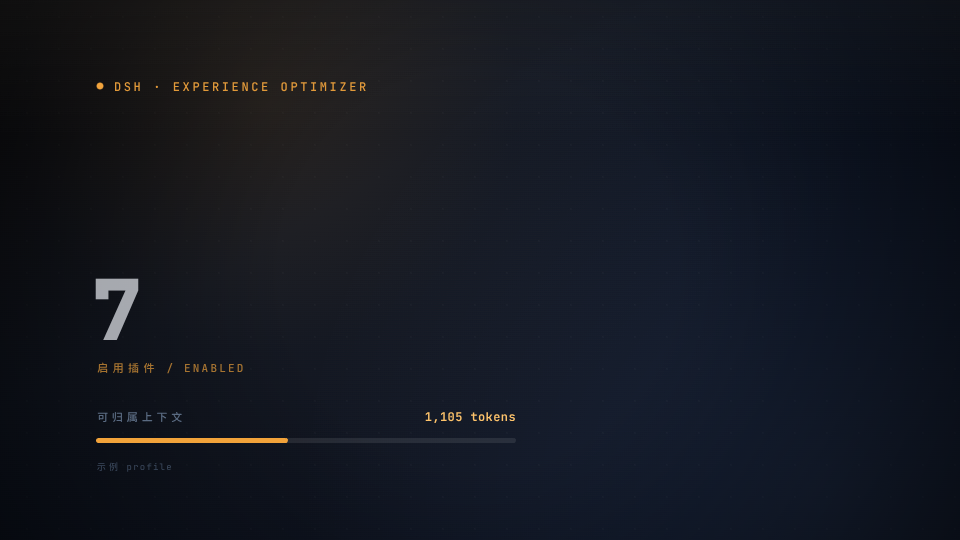 DSH · EXPERIENCE OPTIMIZER
7
启用插件 / ENABLED
可归属上下文 1,105 tokens
示例 profile